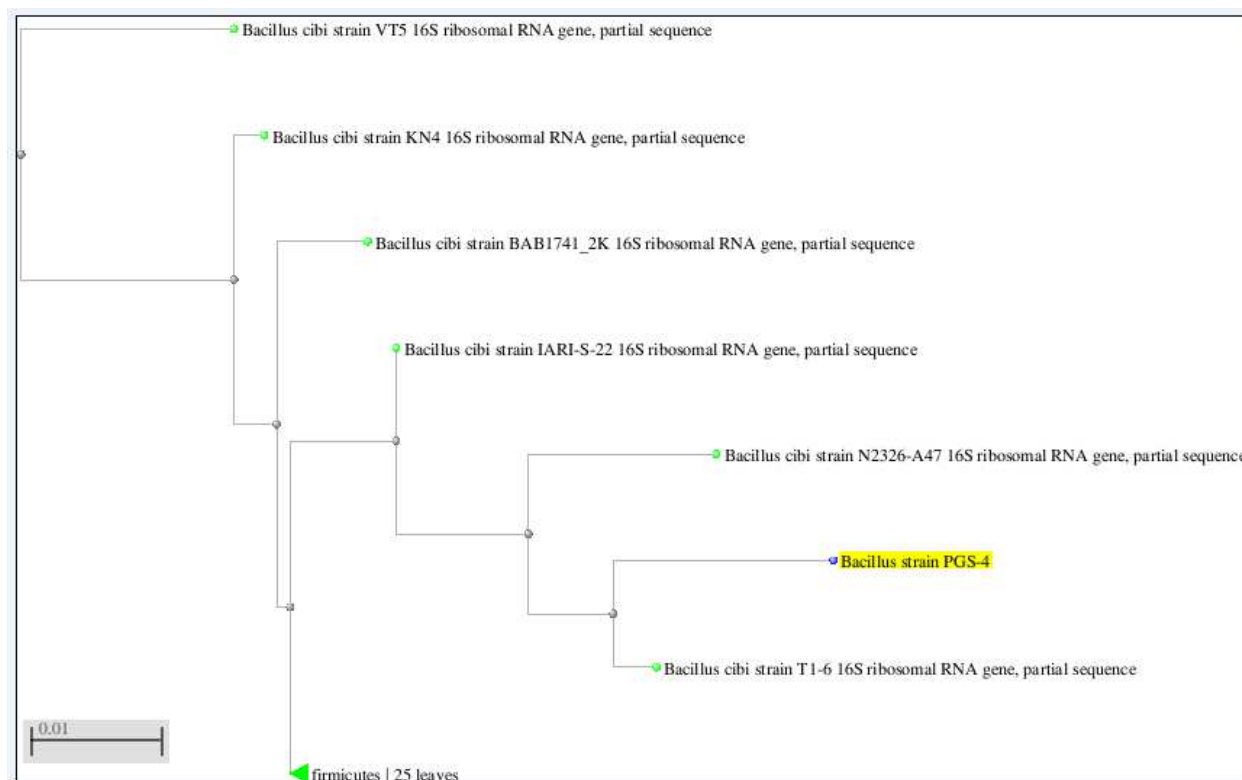 Bacillus cibi strain VT5 16S ribosomal RNA gene, partial sequence
Bacillus cibi strain KN4 16S ribosomal RNA gene, partial sequence
Bacillus cibi strain BAB1741_2K 16S ribosomal RNA gene, partial sequence
Bacillus cibi strain IARI-S-22 16S ribosomal RNA gene, partial sequence
Bacillus cibi strain N2326-A47 16S ribosomal RNA gene, partial sequence
Bacillus strain PGS-4
Bacillus cibi strain T1-6 16S ribosomal RNA gene, partial sequence
0.01
firmicutes | 25 leaves